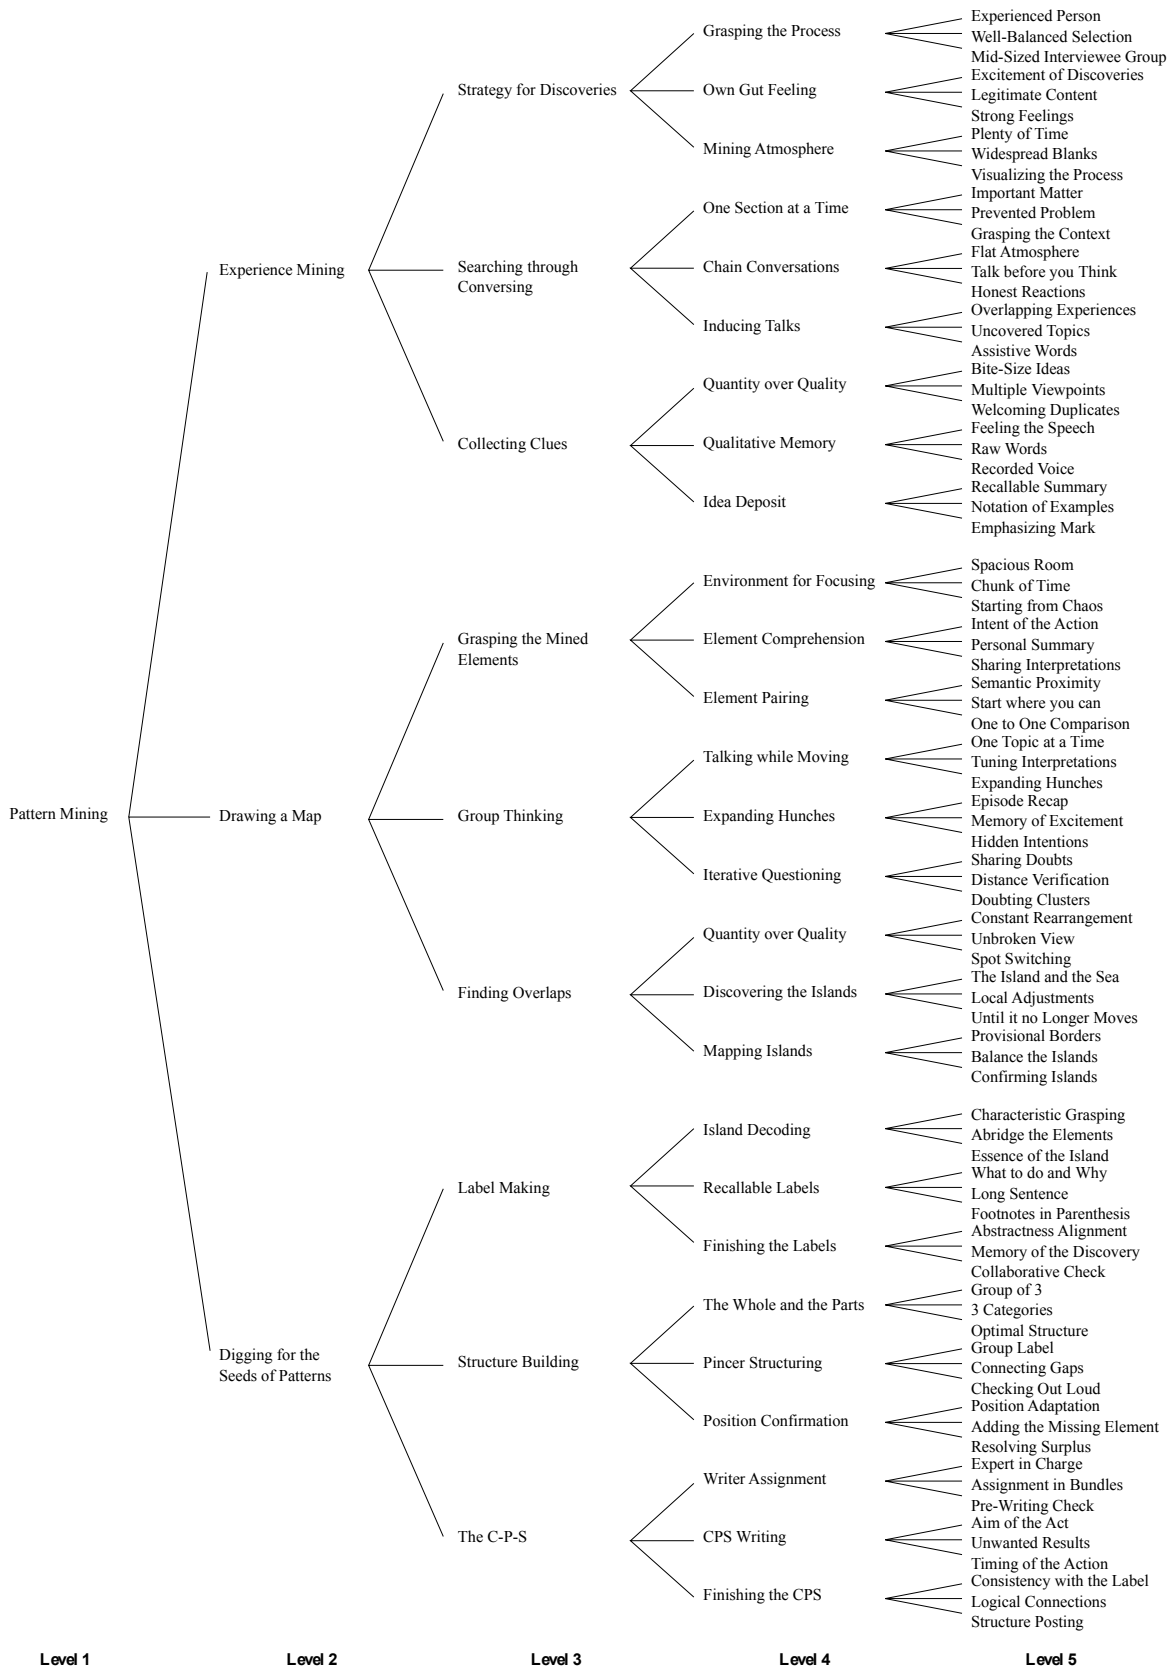 Pattern Mining
Experience Mining
Strategy for Discoveries
Grasping the Process
Experienced Person
Well-Balanced Selection
Mid-Sized Interviewee Group
Own Gut Feeling
Excitement of Discoveries
Legitimate Content
Strong Feelings
Mining Atmosphere
Plenty of Time
Widespread Blanks
Visualizing the Process
Searching through
Conversing
One Section at a Time
Important Matter
Prevented Problem
Grasping the Context
Chain Conversations
Flat Atmosphere
Talk before you Think
Honest Reactions
Inducing Talks
Overlapping Experiences
Uncovered Topics
Assistive Words
Collecting Clues
Quantity over Quality
Bite-Size Ideas
Multiple Viewpoints
Welcoming Duplicates
Qualitative Memory
Feeling the Speech
Raw Words
Recorded Voice
Idea Deposit
Recallable Summary
Notation of Examples
Emphasizing Mark
Drawing a Map
Grasping the Mined
Elements
Environment for Focusing
Spacious Room
Chunk of Time
Starting from Chaos
Element Comprehension
Intent of the Action
Personal Summary
Sharing Interpretations
Element Pairing
Semantic Proximity
Start where you can
One to One Comparison
Group Thinking
Talking while Moving
One Topic at a Time
Tuning Interpretations
Expanding Hunches
Expanding Hunches
Episode Recap
Memory of Excitement
Hidden Intentions
Iterative Questioning
Sharing Doubts
Distance Verification
Doubting Clusters
Finding Overlaps
Quantity over Quality
Constant Rearrangement
Unbroken View
Spot Switching
Discovering the Islands
The Island and the Sea
Local Adjustments
Until it no Longer Moves
Mapping Islands
Provisional Borders
Balance the Islands
Confirming Islands
Digging for the
Seeds of Patterns
Label Making
Island Decoding
Characteristic Grasping
Abridge the Elements
Essence of the Island
Recallable Labels
What to do and Why
Long Sentence
Footnotes in Parenthesis
Finishing the Labels
Abstractness Alignment
Memory of the Discovery
Collaborative Check
Structure Building
The Whole and the Parts
Group of 3
3 Categories
Optimal Structure
Pincer Structuring
Group Label
Connecting Gaps
Checking Out Loud
Position Confirmation
Position Adaptation
Adding the Missing Element
Resolving Surplus
The C-P-S
Writer Assignment
Expert in Charge
Assignment in Bundles
Pre-Writing Check
CPS Writing
Aim of the Act
Unwanted Results
Timing of the Action
Finishing the CPS
Consistency with the Label
Logical Connections
Structure Posting
Level 1
Level 2
Level 3
Level 4
Level 5